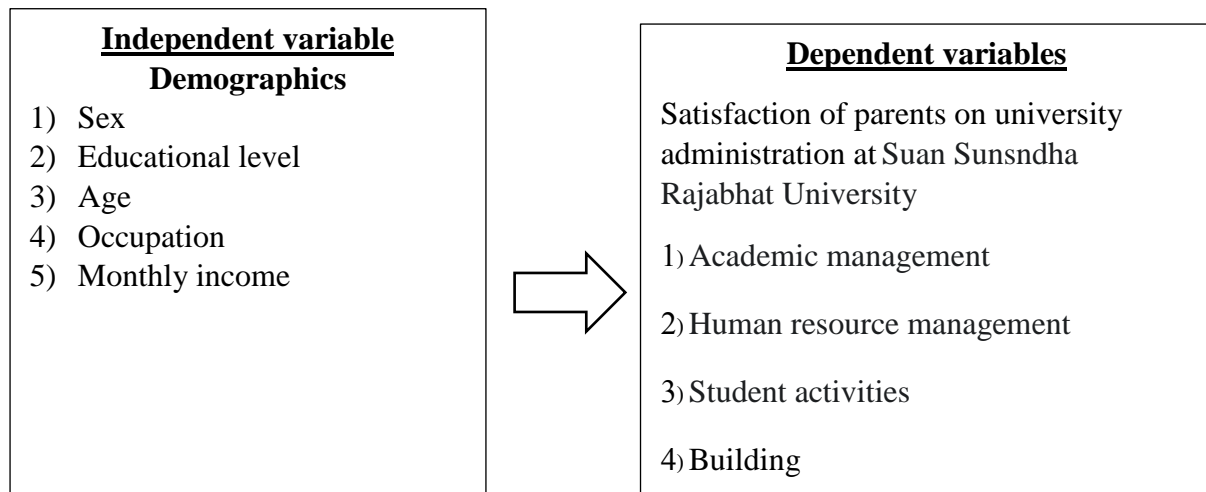 Independent variable
Demographics
1) Sex
2) Educational level
3) Age
4) Occupation
5) Monthly income
Dependent variables
Satisfaction of parents on university
administration at Suan Sunsndha
Rajabhat University
1) Academic management
2) Human resource management
3) Student activities
4) Building